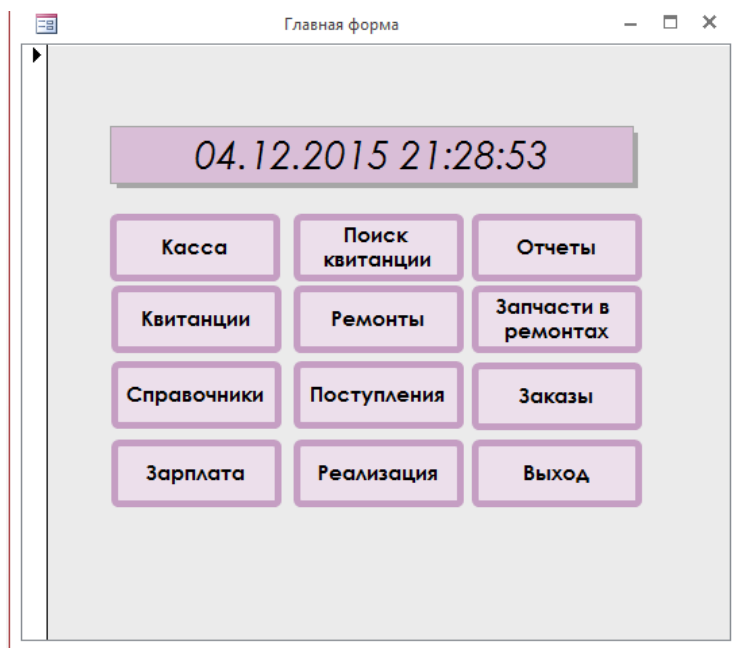 Главная форма
04.12.2015 21:28:53
Касса
Поиск
квитанции
Отчеты
Квитанции
Ремонты
Запчасти в
ремонтах
Справочники
Поступления
Заказы
Зарплата
Реализация
Выход